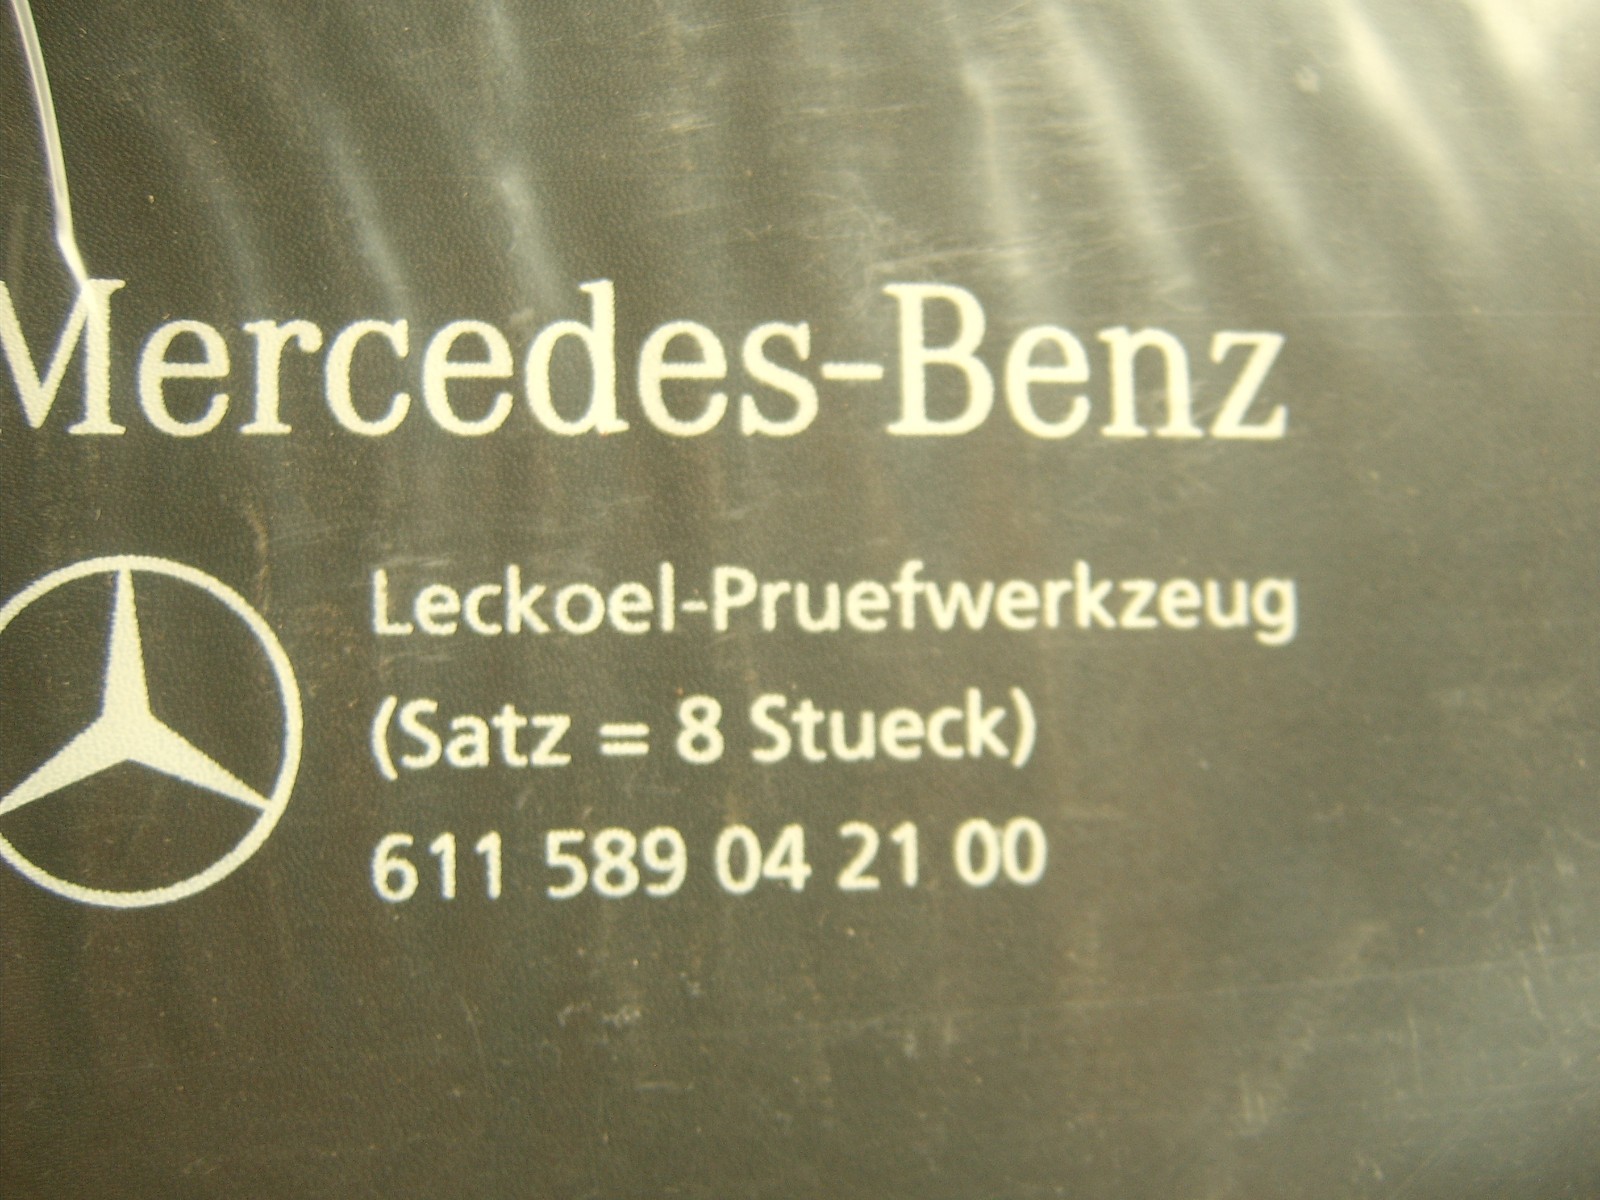 Mercedes-Benz
Leckoel-Pruefwerkzeug
(Satz = 8 Stueck)
611 589 04 21 00